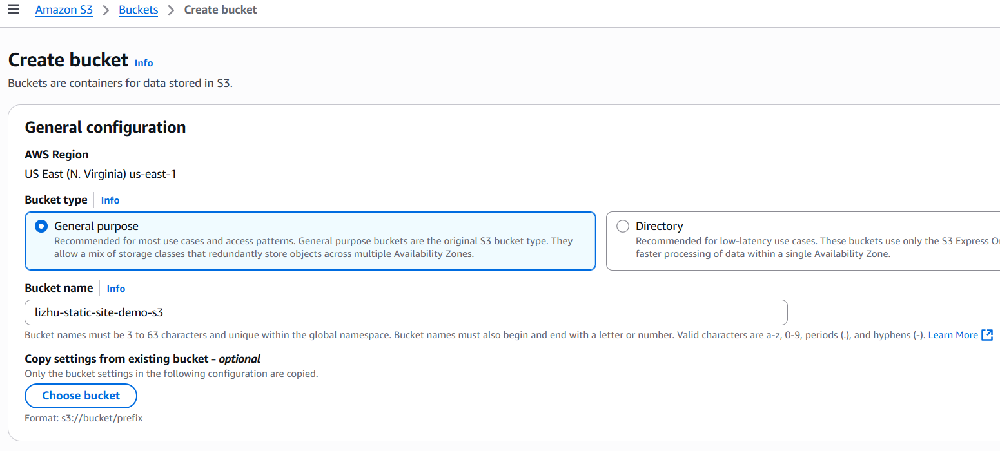 Amazon S3 > Buckets > Create bucket
Create bucket Info
Buckets are containers for data stored in S3.
General configuration
AWS Region
US East (N. Virginia) us-east-1
Bucket type Info
General purpose
Recommended for most use cases and access patterns. General purpose buckets are the original S3 bucket type. They
allow a mix of storage classes that redundantly store objects across multiple Availability Zones.
Directory
Recommended for low-latency use cases. These buckets use only the S3 Express
faster processing of data within a single Availability Zone.
Bucket name Info
lizhu-static-site-demo-s3
Bucket names must be 3 to 63 characters and unique within the global namespace. Bucket names must also begin and end with a letter or number. Valid characters are a-z, 0-9, periods (.), and hyphens (-). Learn More
Copy settings from existing bucket - optional
Only the bucket settings in the following configuration are copied.
Choose bucket
Format: s3://bucket/prefix